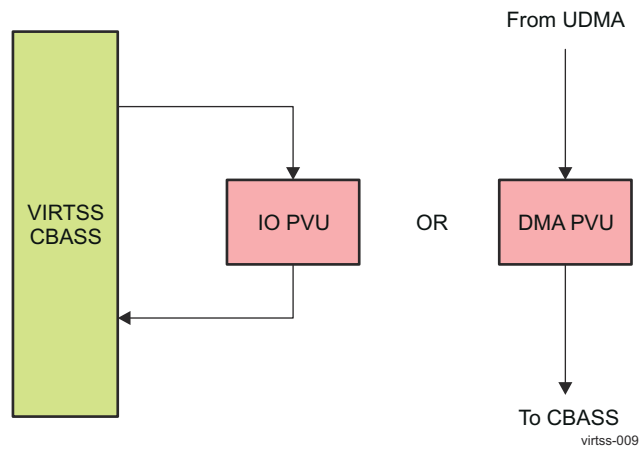 From UDMA
VIRTSS
CBASS
IO PVU
OR
DMA PVU
To CBASS
virtss-009